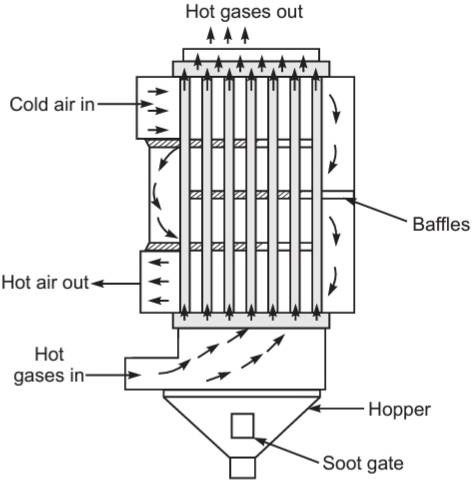 Hot gases out
Cold air in
Baffles
Hot air out
Hot
gases in
Hopper
Soot gate